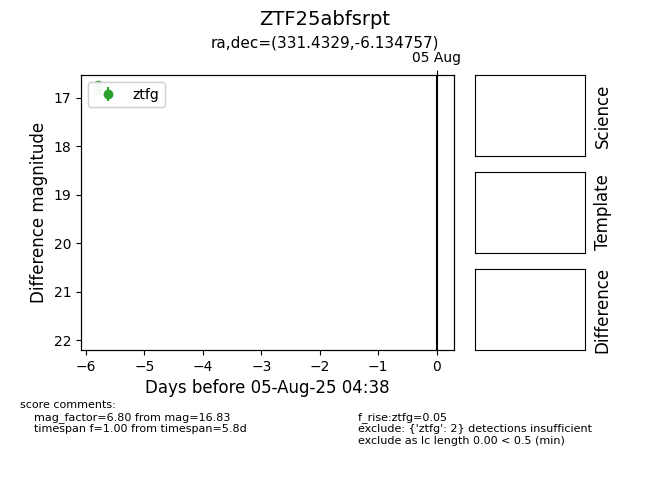 ZTF25abfsrpt
ra,dec=(331.4329,-6.134757)
05 Aug
ztfg
17
18
19
20
21
22
Difference magnitude
−6 −5 −4 −3 −2 −1 0
Days before 05-Aug-25 04:38
Science
Template
Difference
score comments:
mag_factor=6.80 from mag=16.83
timespan f=1.00 from timespan=5.8d
f_rise:ztfg=0.05
exclude: {'ztfg': 2} detections insufficient
exclude as lc length 0.00 < 0.5 (min)